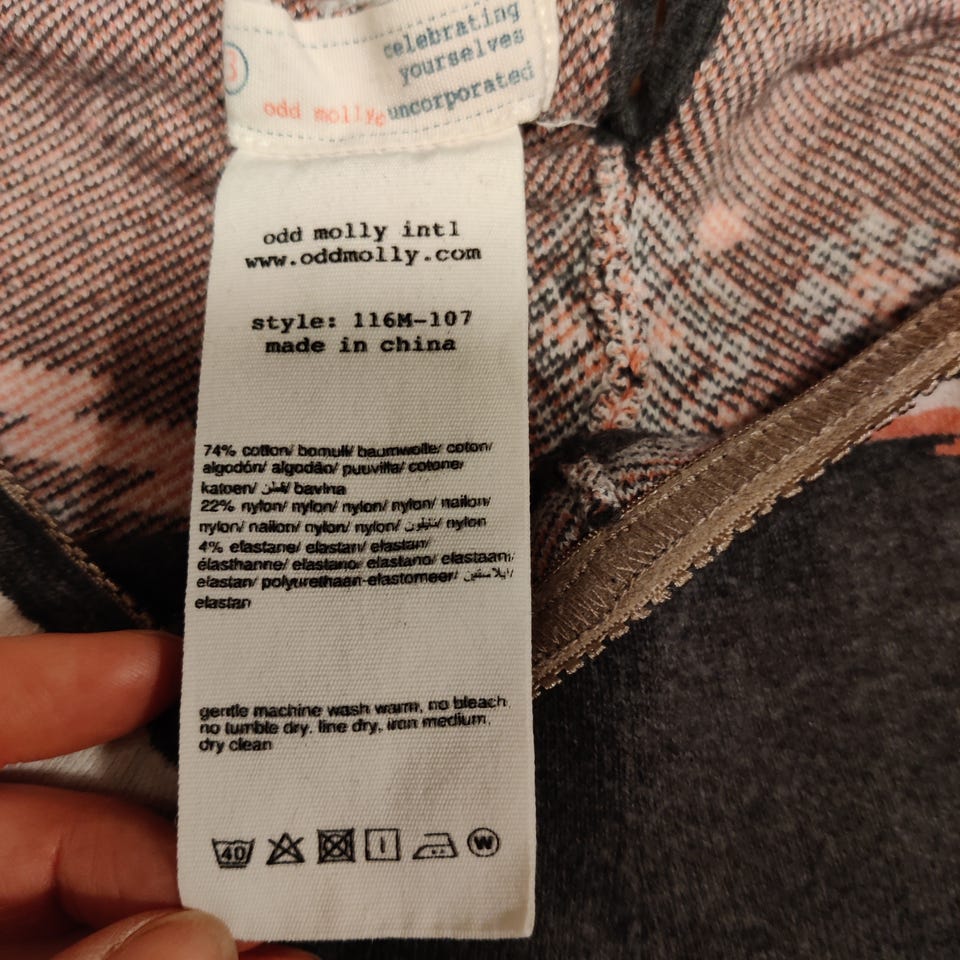 celebrating
yourselves
uncorporated
3
odd molly®
odd molly intl
www.oddmolly.com
style: 116M-107
made in china
74% cotton/ bomull/ baumwolle/ coton/
algodón/ algodão/ puuvilla/ cotone/
katoen/ قطن/ bavlna
22% nylon/ nylon/ nylon/ nylon/ nailon/
nylon/ nailon/ nylon/ nylon/ nylon
4% elastane/ elastan/ elastan/
élasthanne/ elastano/ elastano/ elastaani/
elastan/ polyurethaan-elastomeer/
elastan
gentle machine wash warm, no bleach
no tumble dry, line dry, iron medium,
dry clean
40
W